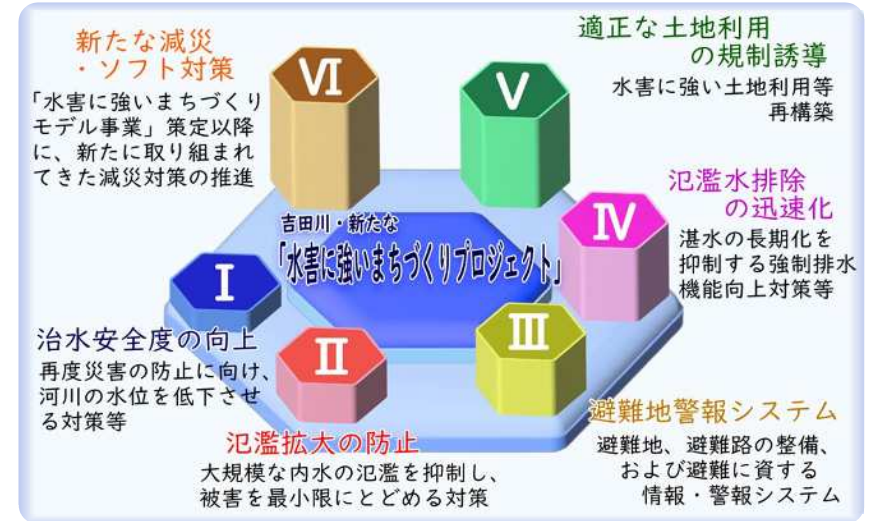 吉田川・新たな
「水害に強いまちづくりプロジェクト」
Ⅰ
治水安全度の向上
再度災害の防止に向け、
河川の水位を低下させ
る対策等
Ⅱ
氾濫拡大の防止
大規模な内水の氾濫を抑制し、
被害を最小限にとどめる対策
Ⅲ
避難地警報システム
避難地、避難路の整備、
および避難に資する
情報・警報システム
Ⅳ
氾濫水排除
の迅速化
湛水の長期化を
抑制する強制排水
機能向上対策等
Ⅴ
適正な土地利用
の規制誘導
水害に強い土地利用等
再構築
Ⅵ
新たな減災
・ソフト対策
「水害に強いまちづくり
モデル事業」策定以降
に、新たに取り組まれ
てきた減災対策の推進